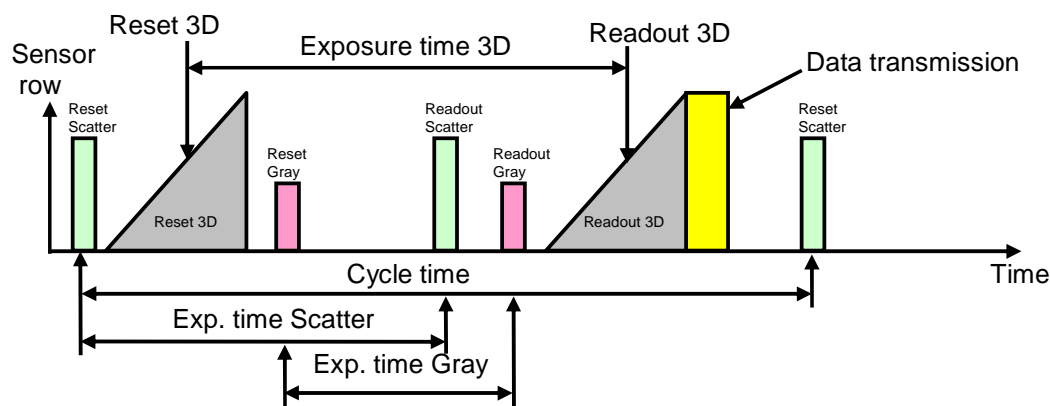 Reset 3D
Exposure time 3D
Readout 3D
Sensor
row
Data transmission
Reset
Scatter
Readout
Scatter
Reset
Scatter
Reset
Gray
Readout
Gray
Reset 3D
Readout 3D
Cycle time
Time
Exp. time Scatter
Exp. time Gray